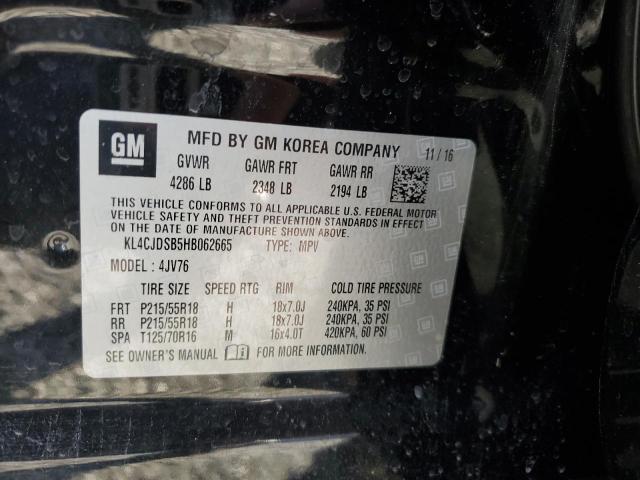 GM
MFD BY GM KOREA COMPANY 11/16
GVWR GAWR FRT GAWR RR
4286 LB 2348 LB 2194 LB
THIS VEHICLE CONFORMS TO ALL APPLICABLE U.S. FEDERAL MOTOR
VEHICLE SAFETY AND THEFT PREVENTION STANDARDS IN EFFECT ON
THE DATE OF MANUFACTURE SHOWN ABOVE.
KL4CJDSB5HB062665 TYPE: MPV
MODEL : 4JV76
TIRE SIZE SPEED RTG RIM COLD TIRE PRESSURE
FRT P215/55R18 H 18x7.0J 240KPA, 35 PSI
RR P215/55R18 H 18x7.0J 240KPA, 35 PSI
SPA T125/70R16 M 16x4.0T 420KPA, 60 PSI
SEE OWNER'S MANUAL FOR MORE INFORMATION